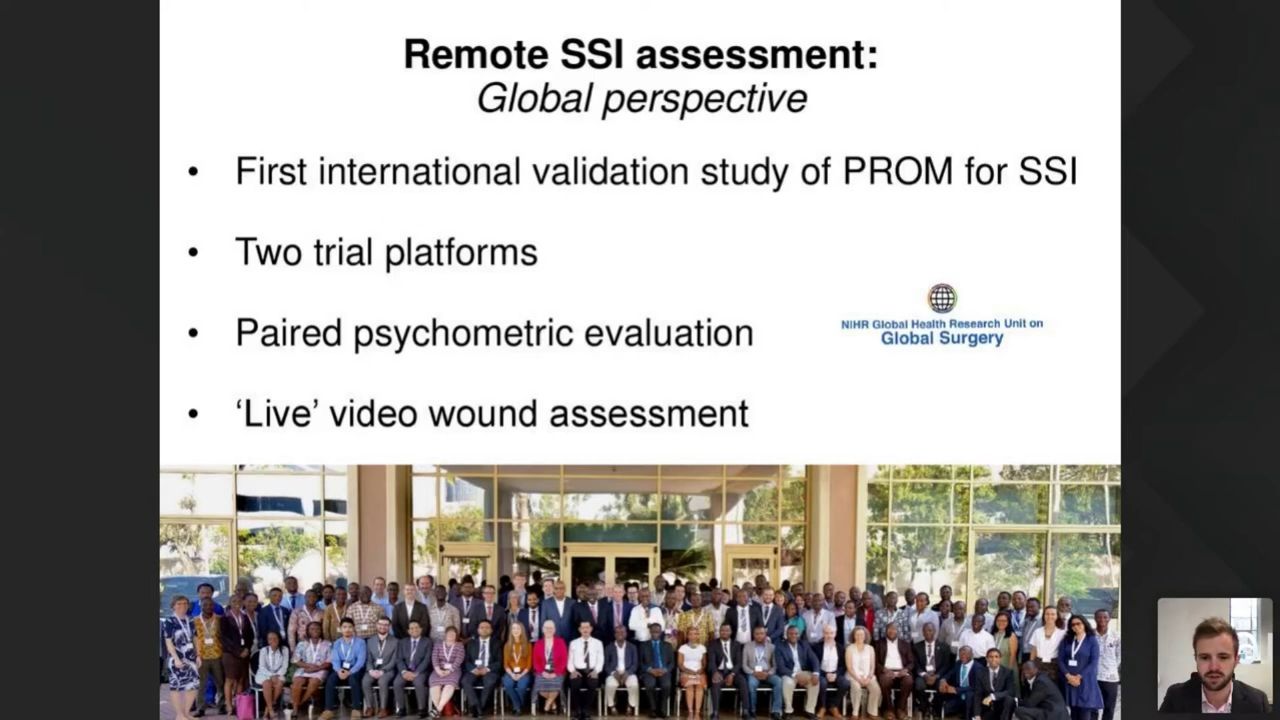 Remote SSI assessment:
Global perspective
• First international validation study of PROM for SSI
• Two trial platforms
• Paired psychometric evaluation
• ‘Live’ video wound assessment
NIHR Global Health Research Unit on
Global Surgery